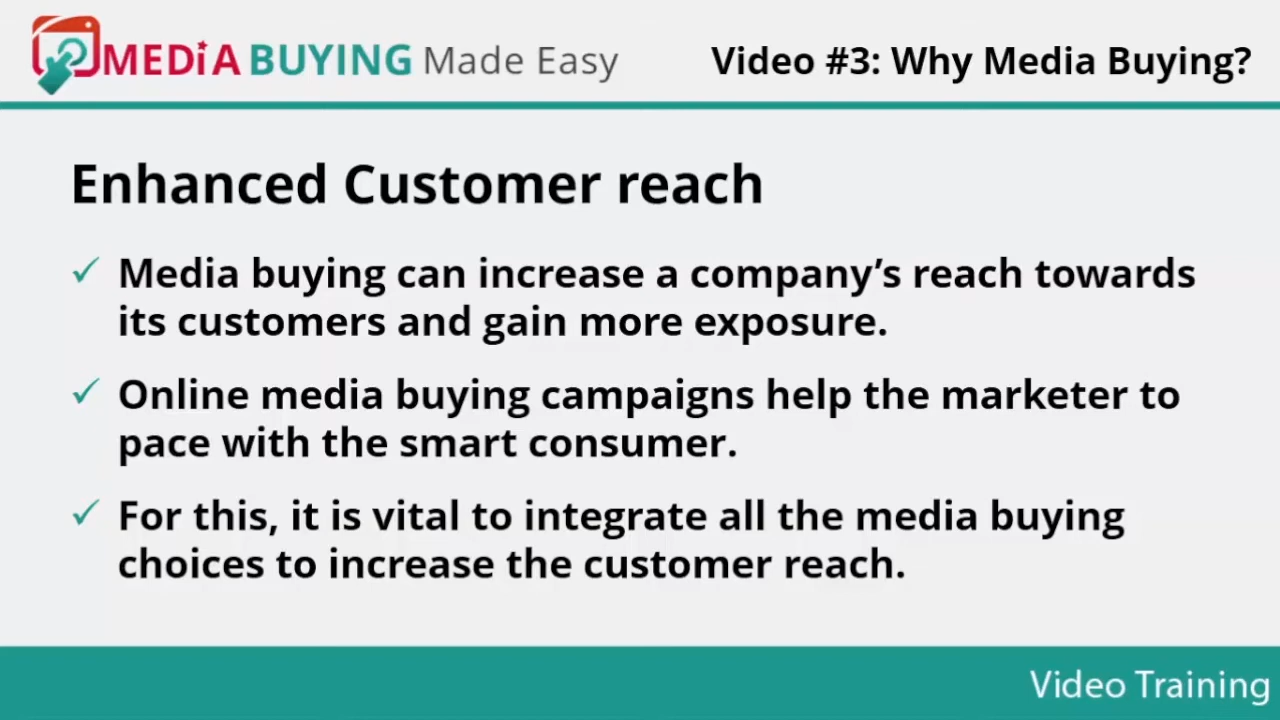 MEDiA BUYING Made Easy
Video #3: Why Media Buying?
Enhanced Customer reach
✓ Media buying can increase a company’s reach towards
its customers and gain more exposure.
✓ Online media buying campaigns help the marketer to
pace with the smart consumer.
✓ For this, it is vital to integrate all the media buying
choices to increase the customer reach.
Video Training